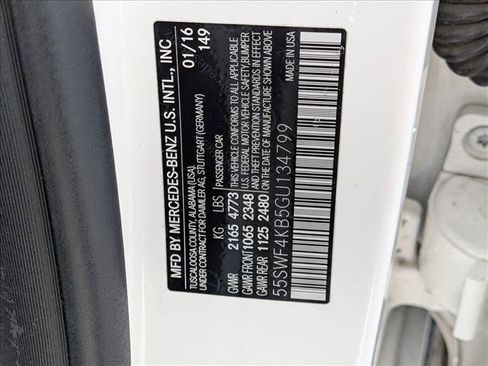 MFD BY MERCEDES-BENZ U.S. INTL., INC.
TUSCALOOSA COUNTY, ALABAMA (USA),
UNDER CONTRACT FOR DAIMLER AG, STUTTGART (GERMANY)
01/16
149
KG LBS PASSENGER CAR
GVWR 2165 4773 THIS VEHICLE CONFORMS TO ALL APPLICABLE
GAWR FRONT 1065 2348 U.S. FEDERAL MOTOR VEHICLE SAFETY, BUMPER
GAWR REAR 1125 2480 AND THEFT PREVENTION STANDARDS IN EFFECT
ON THE DATE OF MANUFACTURE SHOWN ABOVE
55SWF4KB5GU134799 MADE IN USA